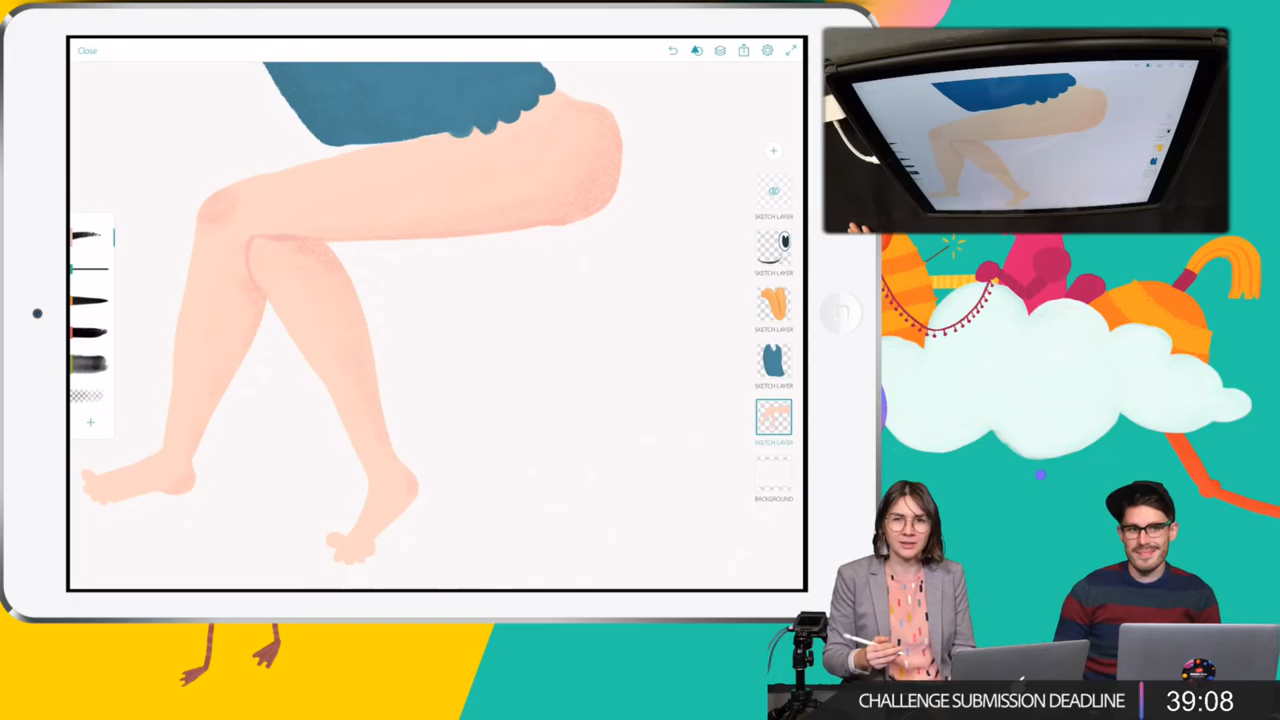 Close
SKETCH LAYER
SKETCH LAYER
SKETCH LAYER
SKETCH LAYER
SKETCH LAYER
BACKGROUND
CHALLENGE SUBMISSION DEADLINE
39:08